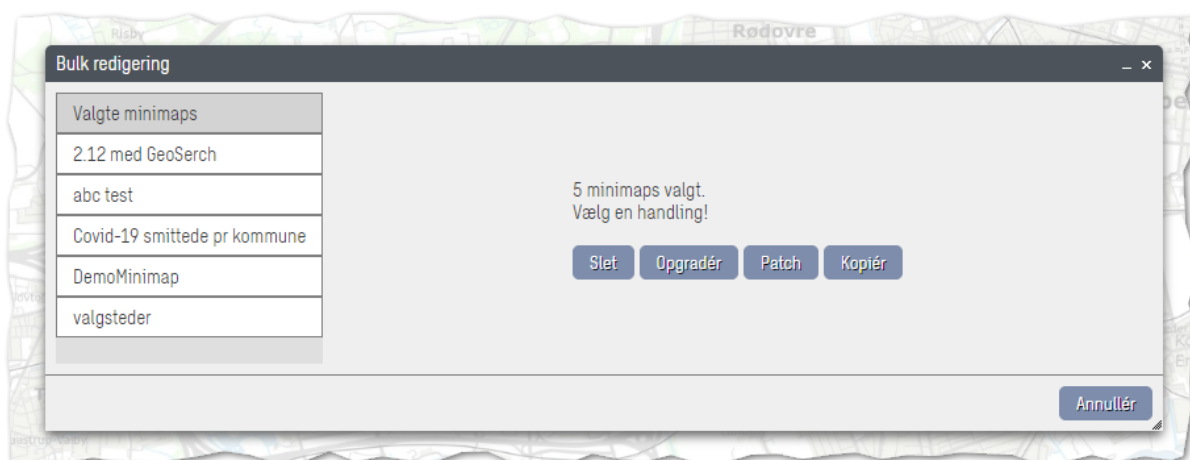 Risby
Rødovre
Bulk redigering
Valgte minimaps
2.12 med GeoSerch
abc test
Covid-19 smittede pr kommune
DemoMinimap
valgsteder
5 minimaps valgt.
Vælg en handling!
Slet
Opgradér
Patch
Kopiér
Annullér